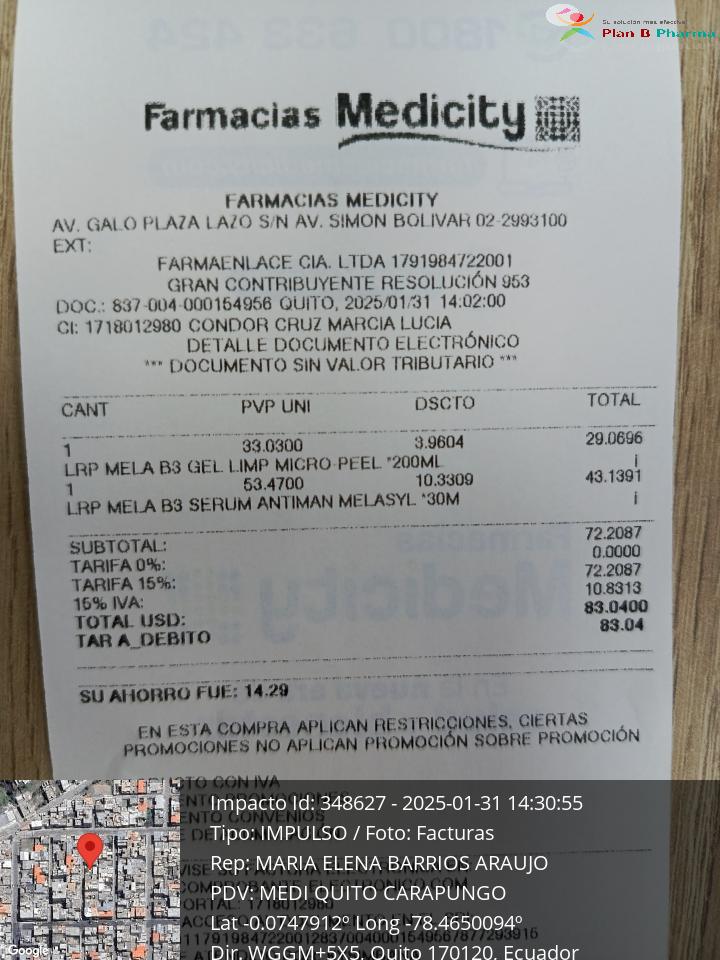 Su solución más efectiva
Plan B Pharma
Farmacias Medicity
FARMACIAS MEDICITY
AV. GALO PLAZA LAZO S/N AV. SIMON BOLIVAR 02-2993100
EXT:
FARMAENLACE CIA. LTDA 1791984722001
GRAN CONTRIBUYENTE RESOLUCIÓN 953
DOC.: 837-004-000154956 QUITO, 2025/01/31 14:02:00
CI: 1718012980 CONDOR CRUZ MARCIA LUCIA
DETALLE DOCUMENTO ELECTRÓNICO
*** DOCUMENTO SIN VALOR TRIBUTARIO ***
CANT PVP UNI DSCTO TOTAL
1 33.0300 3.9604 29.0696
LRP MELA B3 GEL LIMP MICRO-PEEL *200ML i
1 53.4700 10.3309 43.1391
LRP MELA B3 SERUM ANTIMAN MELASYL *30M i
SUBTOTAL: 72.2087
TARIFA 0%: 0.0000
TARIFA 15%: 72.2087
15% IVA: 10.8313
TOTAL USD: 83.0400
TAR A_DEBITO 83.04
SU AHORRO FUE: 14.29
EN ESTA COMPRA APLICAN RESTRICCIONES, CIERTAS
PROMOCIONES NO APLICAN PROMOCIÓN SOBRE PROMOCIÓN
CON IVA
Impacto Id: 348627 - 2025-01-31 14:30:55
Tipo: IMPULSO / Foto: Facturas
Rep: MARIA ELENA BARRIOS ARAUJO
PDV: MEDI QUITO CARAPUNGO
Lat -0.0747912º Long -78.4650094º
Dir. WGGM+5X5, Quito 170120, Ecuador
Google